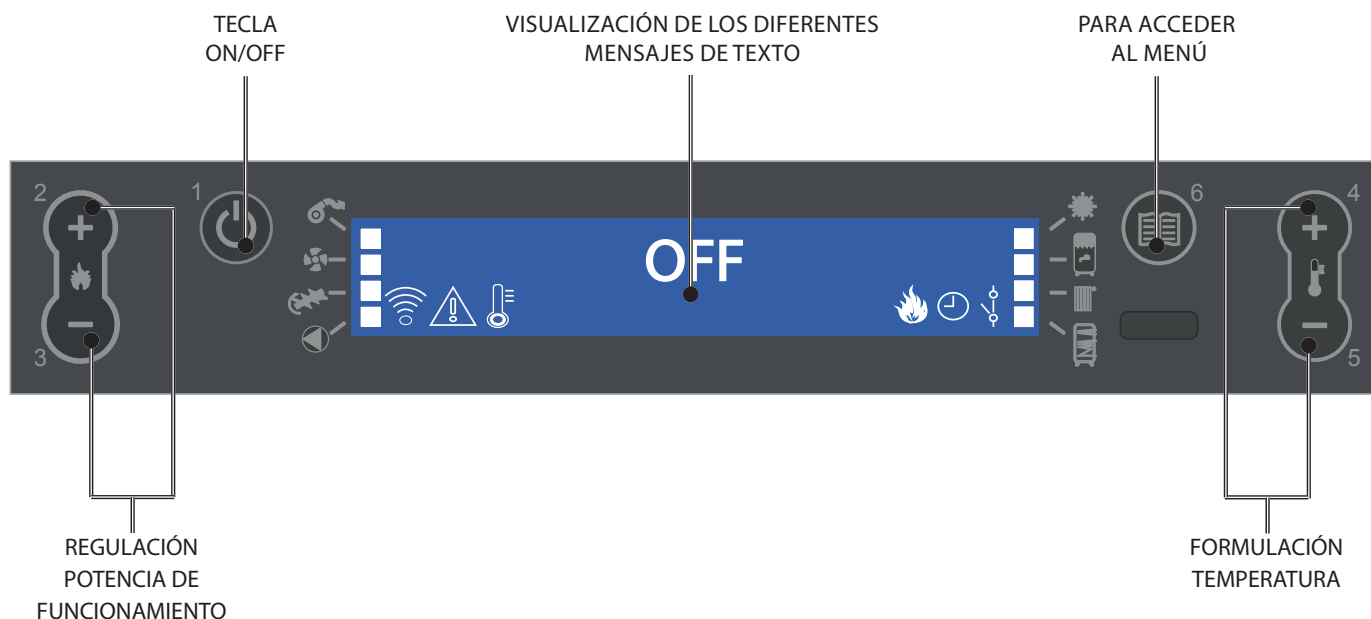 TECLA
ON/OFF
VISUALIZACIÓN DE LOS DIFERENTES
MENSAJES DE TEXTO
PARA ACCEDER
AL MENÚ
2
1
6
4
OFF
3
5
REGULACIÓN
POTENCIA DE
FUNCIONAMIENTO
FORMULACIÓN
TEMPERATURA